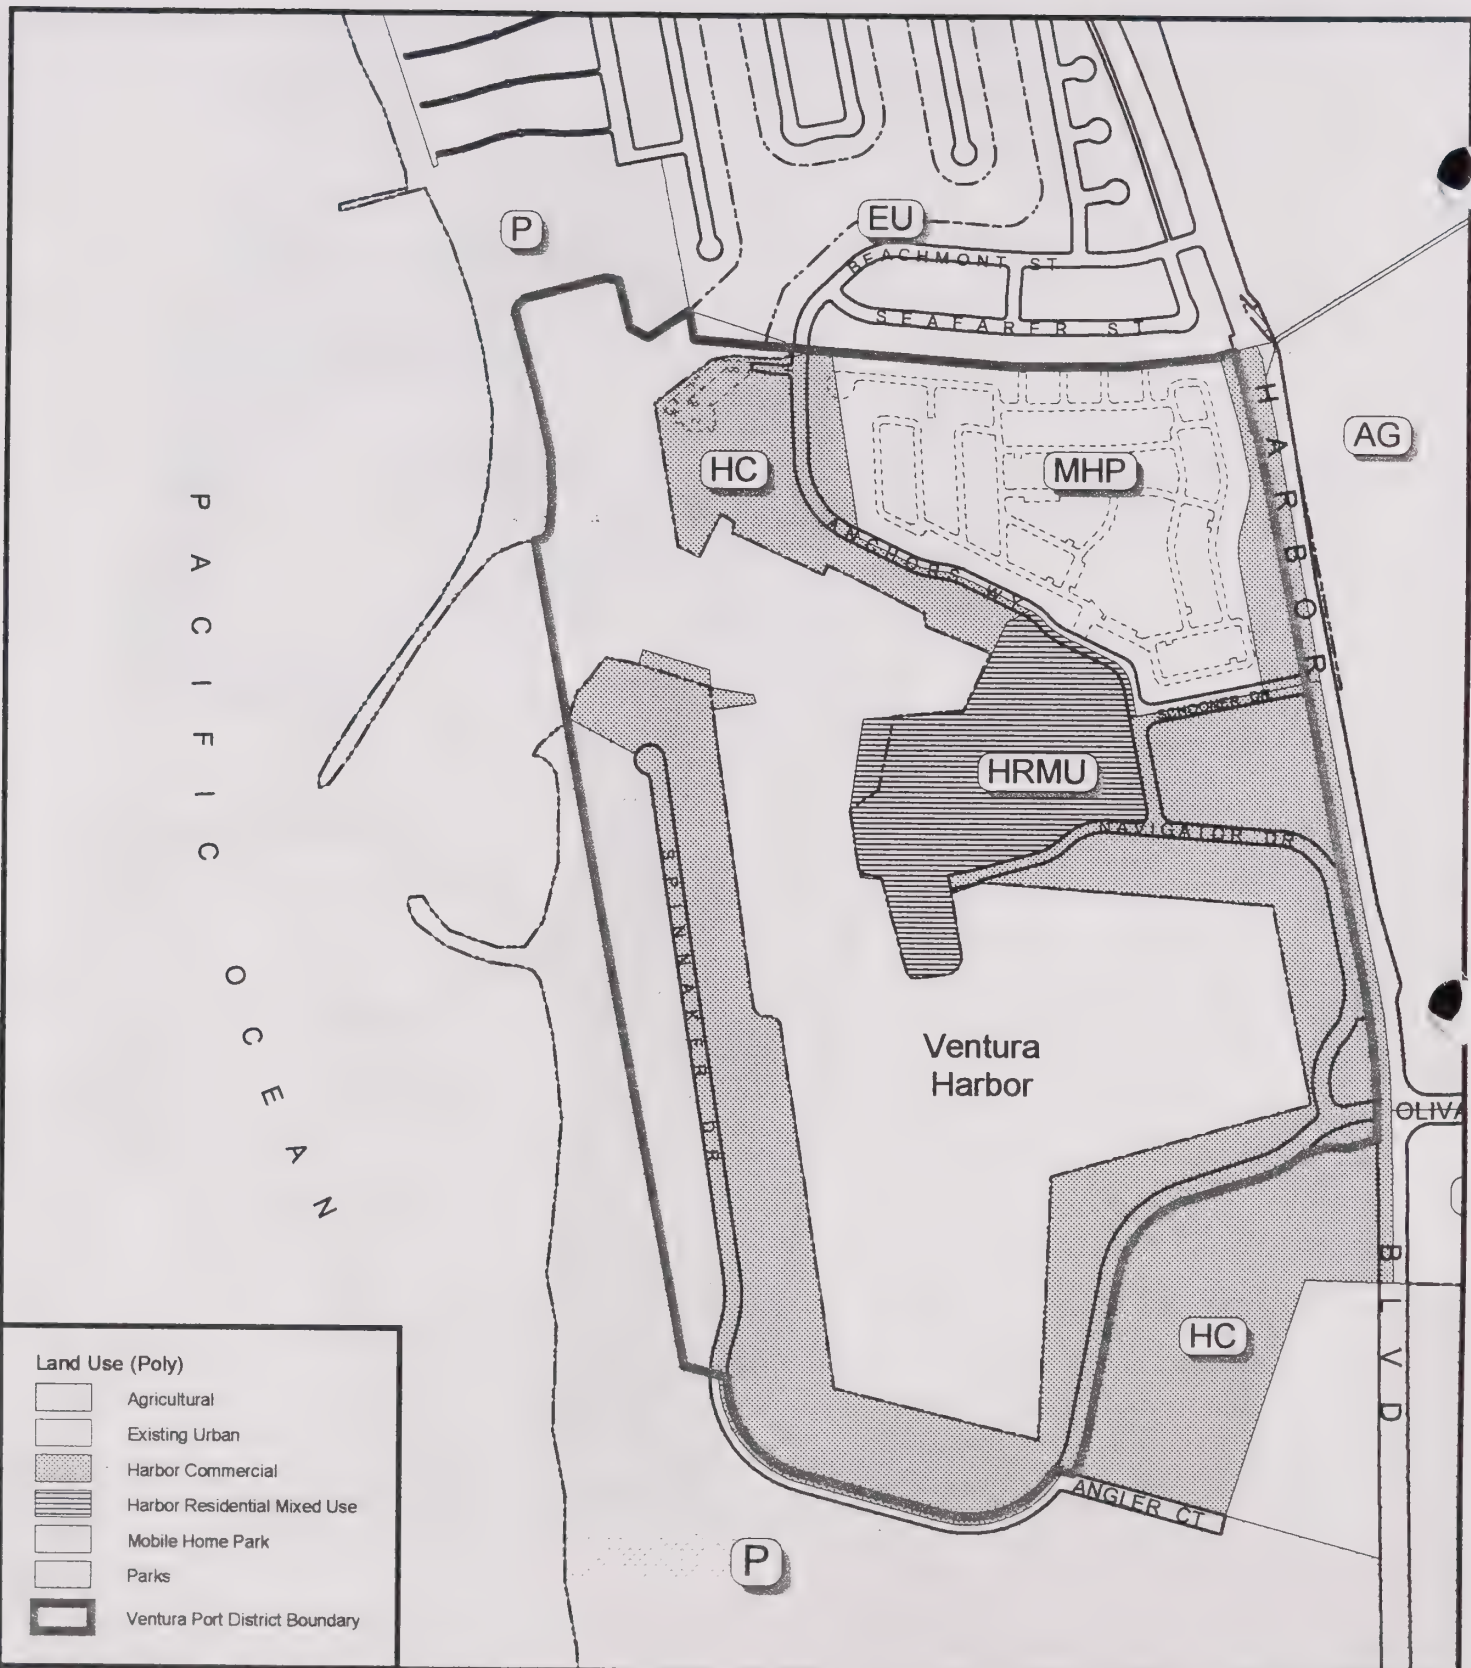 P
EU
BEACHMONT ST
SEAFARER ST
HARBOR
AG
HC
MHP
ANCHORS WY
PACIFIC
SCHOONER DR
HRMU
NAVIGATOR DR
SPINNAKER DR
OCEAN
Ventura
Harbor
OLIVA
BLVD
HC
Land Use (Poly)
Agricultural
Existing Urban
Harbor Commercial
Harbor Residential Mixed Use
Mobile Home Park
Parks
Ventura Port District Boundary
ANGLER CT
P